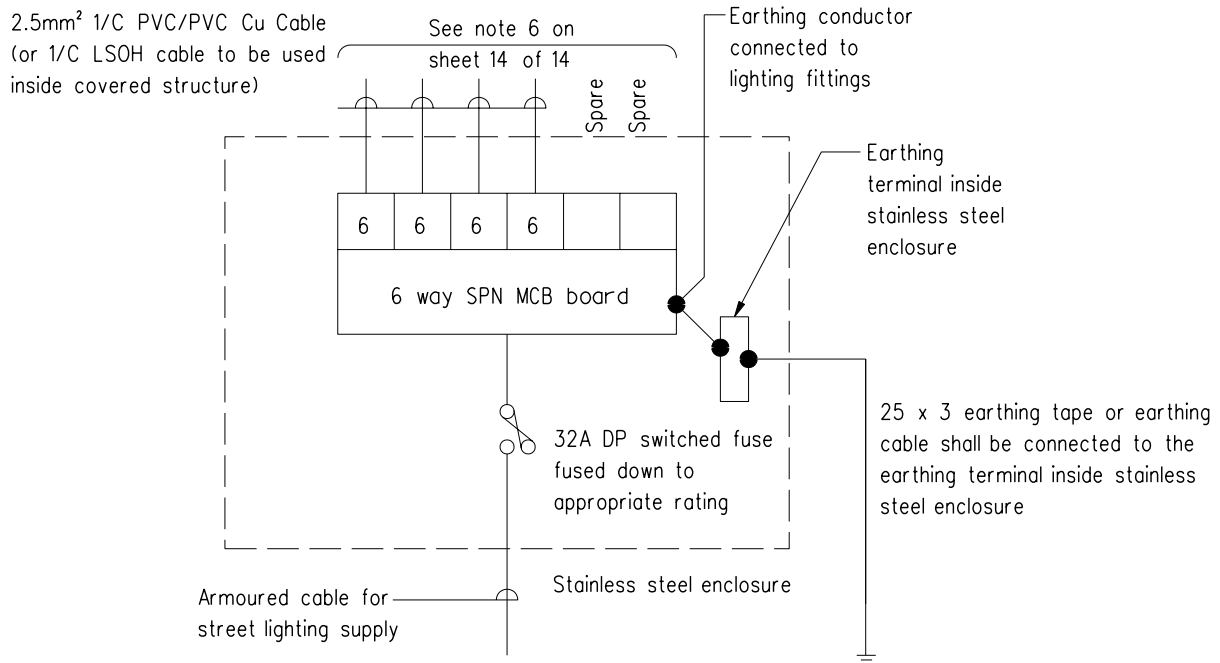 2.5mm² 1/C PVC/PVC Cu Cable
(or 1/C LSOH cable to be used
inside covered structure)
See note 6 on
sheet 14 of 14
Spare
Spare
Earthing conductor
connected to
lighting fittings
Earthing
terminal inside
stainless steel
enclosure
6 6 6 6
6 way SPN MCB board
32A DP switched fuse
fused down to
appropriate rating
25 x 3 earthing tape or earthing
cable shall be connected to the
earthing terminal inside stainless
steel enclosure
Stainless steel enclosure
Armoured cable for
street lighting supply